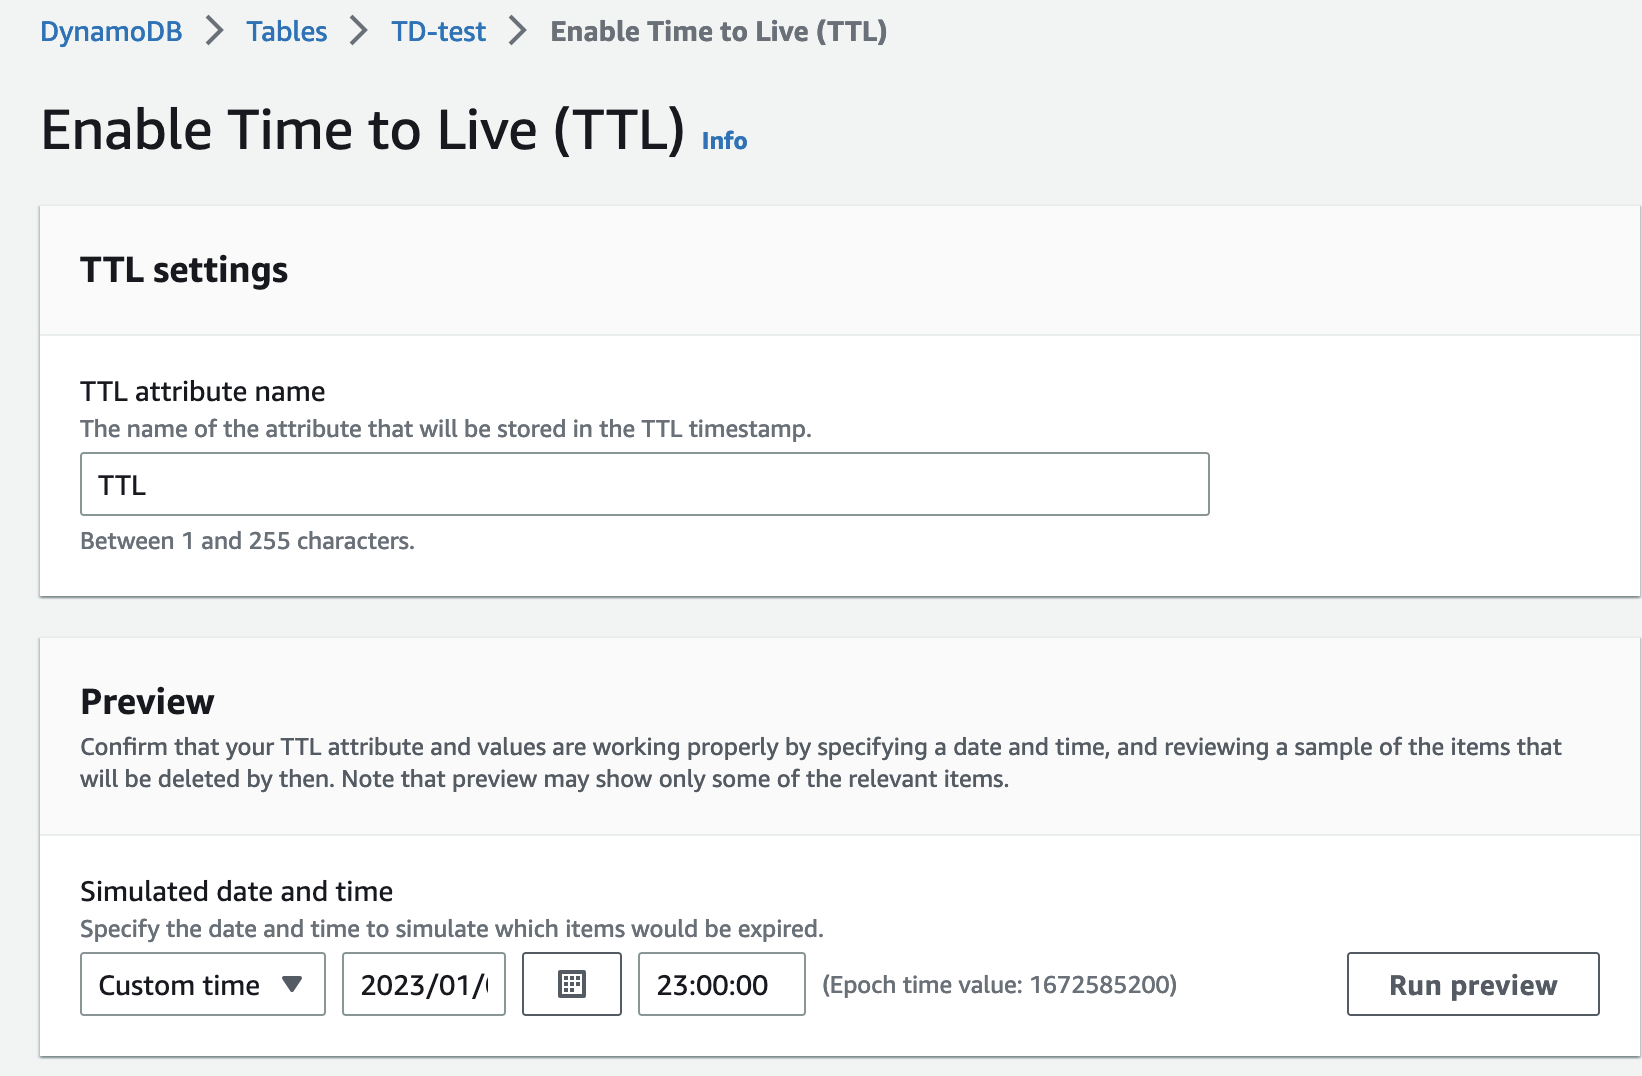 DynamoDB > Tables > TD-test > Enable Time to Live (TTL)
Enable Time to Live (TTL) Info
TTL settings
TTL attribute name
The name of the attribute that will be stored in the TTL timestamp.
TTL
Between 1 and 255 characters.
Preview
Confirm that your TTL attribute and values are working properly by specifying a date and time, and reviewing a sample of the items that
will be deleted by then. Note that preview may show only some of the relevant items.
Simulated date and time
Specify the date and time to simulate which items would be expired.
Custom time 2023/01/ 23:00:00 (Epoch time value: 1672585200) Run preview